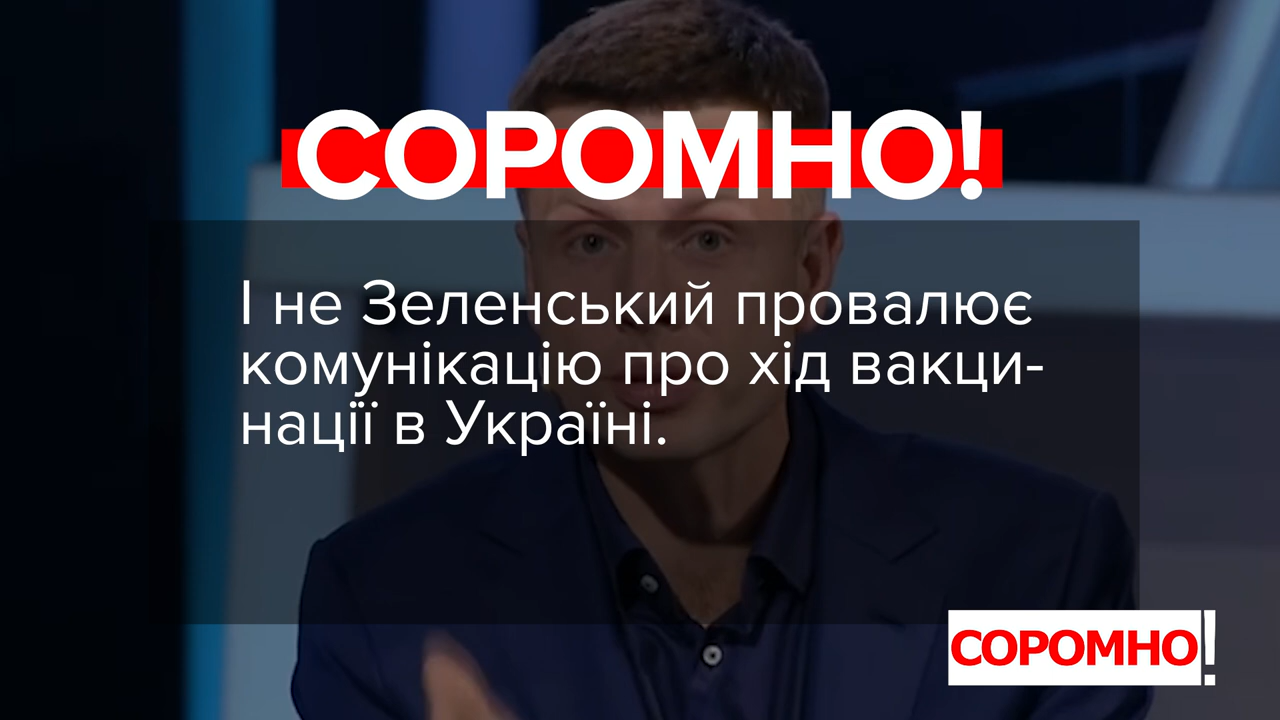 СОРОМНО!
І не Зеленський провалює
комунікацію про хід вакци-
нації в Україні.
СОРОМНО!